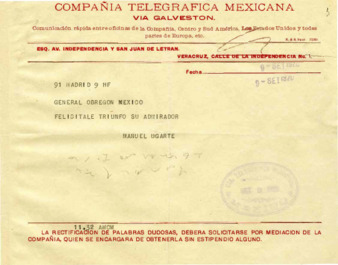 COMPAÑIA TELEGRAFICA MEXICANA
VIA GALVESTON.
Comunicación rápida entre oficinas de la Compañía, Centro y Sud América, Los Estados Unidos y todas
partes de Europa, etc.
ESQ. AV. INDEPENDENCIA Y SAN JUAN DE LETRAN.
VERACRUZ, CALLE DE LA INDEPENDENCIA No.
Fecha
91 MADRID 9 HF
GENERAL OBREGON MEXICO
FELICITALE TRIUNFO SU ADMIRADOR
MANUEL UGARTE
11.52 AMCM
LA RECTIFICACION DE PALABRAS DUDOSAS, DEBERA SOLICITARSE POR MEDIACION DE LA
COMPAÑIA, QUIEN SE ENCARGARA DE OBTENERLA SIN ESTIPENDIO ALGUNO.